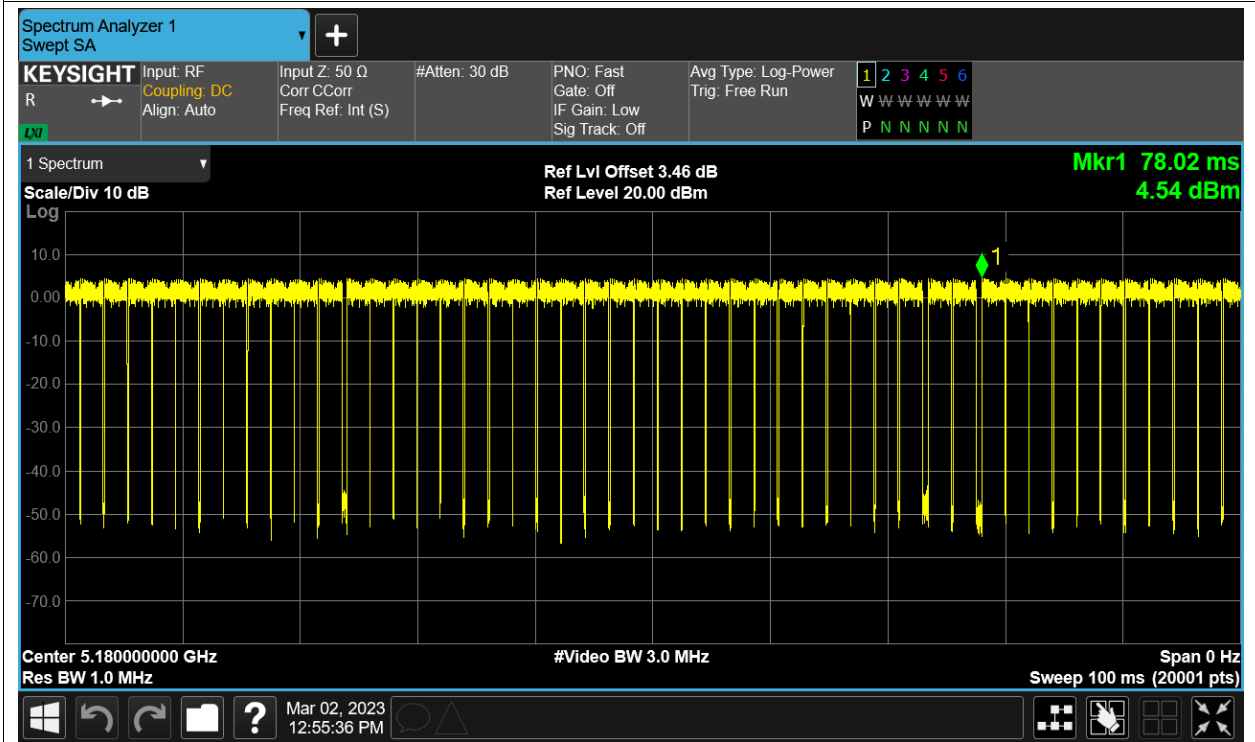 Spectrum Analyzer 1
Swept SA
KEYSIGHT
R
LXI
Input: RF
Coupling: DC
Align: Auto
Input Z: 50 Ω
Corr CCorr
Freq Ref: Int (S)
#Atten: 30 dB
PNO: Fast
Gate: Off
IF Gain: Low
Sig Track: Off
Avg Type: Log-Power
Trig: Free Run
1 2 3 4 5 6
W W W W W W
P N N N N N
1 Spectrum
Scale/Div 10 dB
Log
Ref Lvl Offset 3.46 dB
Ref Level 20.00 dBm
Mkr1 78.02 ms
4.54 dBm
1
10.0
0.00
-10.0
-20.0
-30.0
-40.0
-50.0
-60.0
-70.0
Center 5.180000000 GHz
Res BW 1.0 MHz
#Video BW 3.0 MHz
Span 0 Hz
Sweep 100 ms (20001 pts)
?
Mar 02, 2023
12:55:36 PM